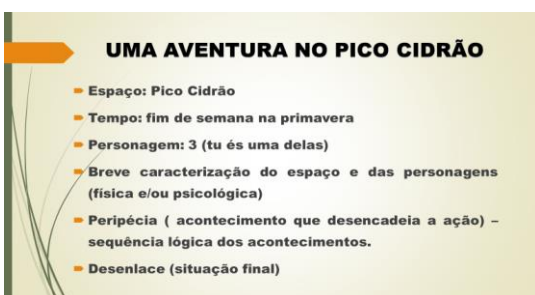 UMA AVENTURA NO PICO CIDRÃO
Espaço: Pico Cidrão
Tempo: fim de semana na primavera
Personagem: 3 (tu és uma delas)
Breve caracterização do espaço e das personagens
(física e/ou psicológica)
Peripécia ( acontecimento que desencadeia a ação) –
sequência lógica dos acontecimentos.
Desenlace (situação final)